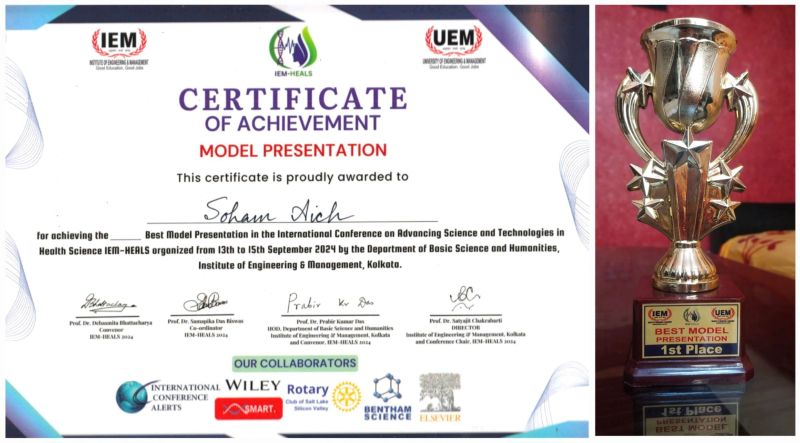 IEM
INSTITUTE OF ENGINEERING & MANAGEMENT
Good Education, Good Jobs
IEM-HEALS
UEM
UNIVERSITY OF ENGINEERING & MANAGEMENT
Good Education, Good Jobs
CERTIFICATE
OF ACHIEVEMENT
MODEL PRESENTATION
This certificate is proudly awarded to
Soham Aich
for achieving the ______ Best Model Presentation in the International Conference on Advancing Science and Technologies in
Health Science IEM-HEALS organized from 13th to 15th September 2024 by the Department of Basic Science and Humanities,
Institute of Engineering & Management, Kolkata.
Prabir Kr Das
Prof. Dr. Debasmita Bhattacharya
Convenor
IEM-HEALS 2024
Prof. Dr. Samapika Das Biswas
Co-ordinator
IEM-HEALS 2024
Prof. Dr. Prabir Kumar Das
HOD, Department of Basic Science and Humanities
Institute of Engineering & Management, Kolkata
and Convenor, IEM-HEALS 2024
Prof. Dr. Satyajit Chakrabarti
DIRECTOR
Institute of Engineering & Management, Kolkata
and Conference Chair, IEM-HEALS 2024
OUR COLLABORATORS
INTERNATIONAL
CONFERENCE
ALERTS
WILEY
SMART.
Rotary
Club of Salt Lake
Silicon Valley
BENTHAM
SCIENCE
ELSEVIER
IEM
UEM
BEST MODEL
PRESENTATION
1st Place